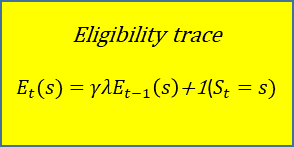 Eligibility trace
E_t(s) = γλE_{t−1}(s)+1(S_t = s)